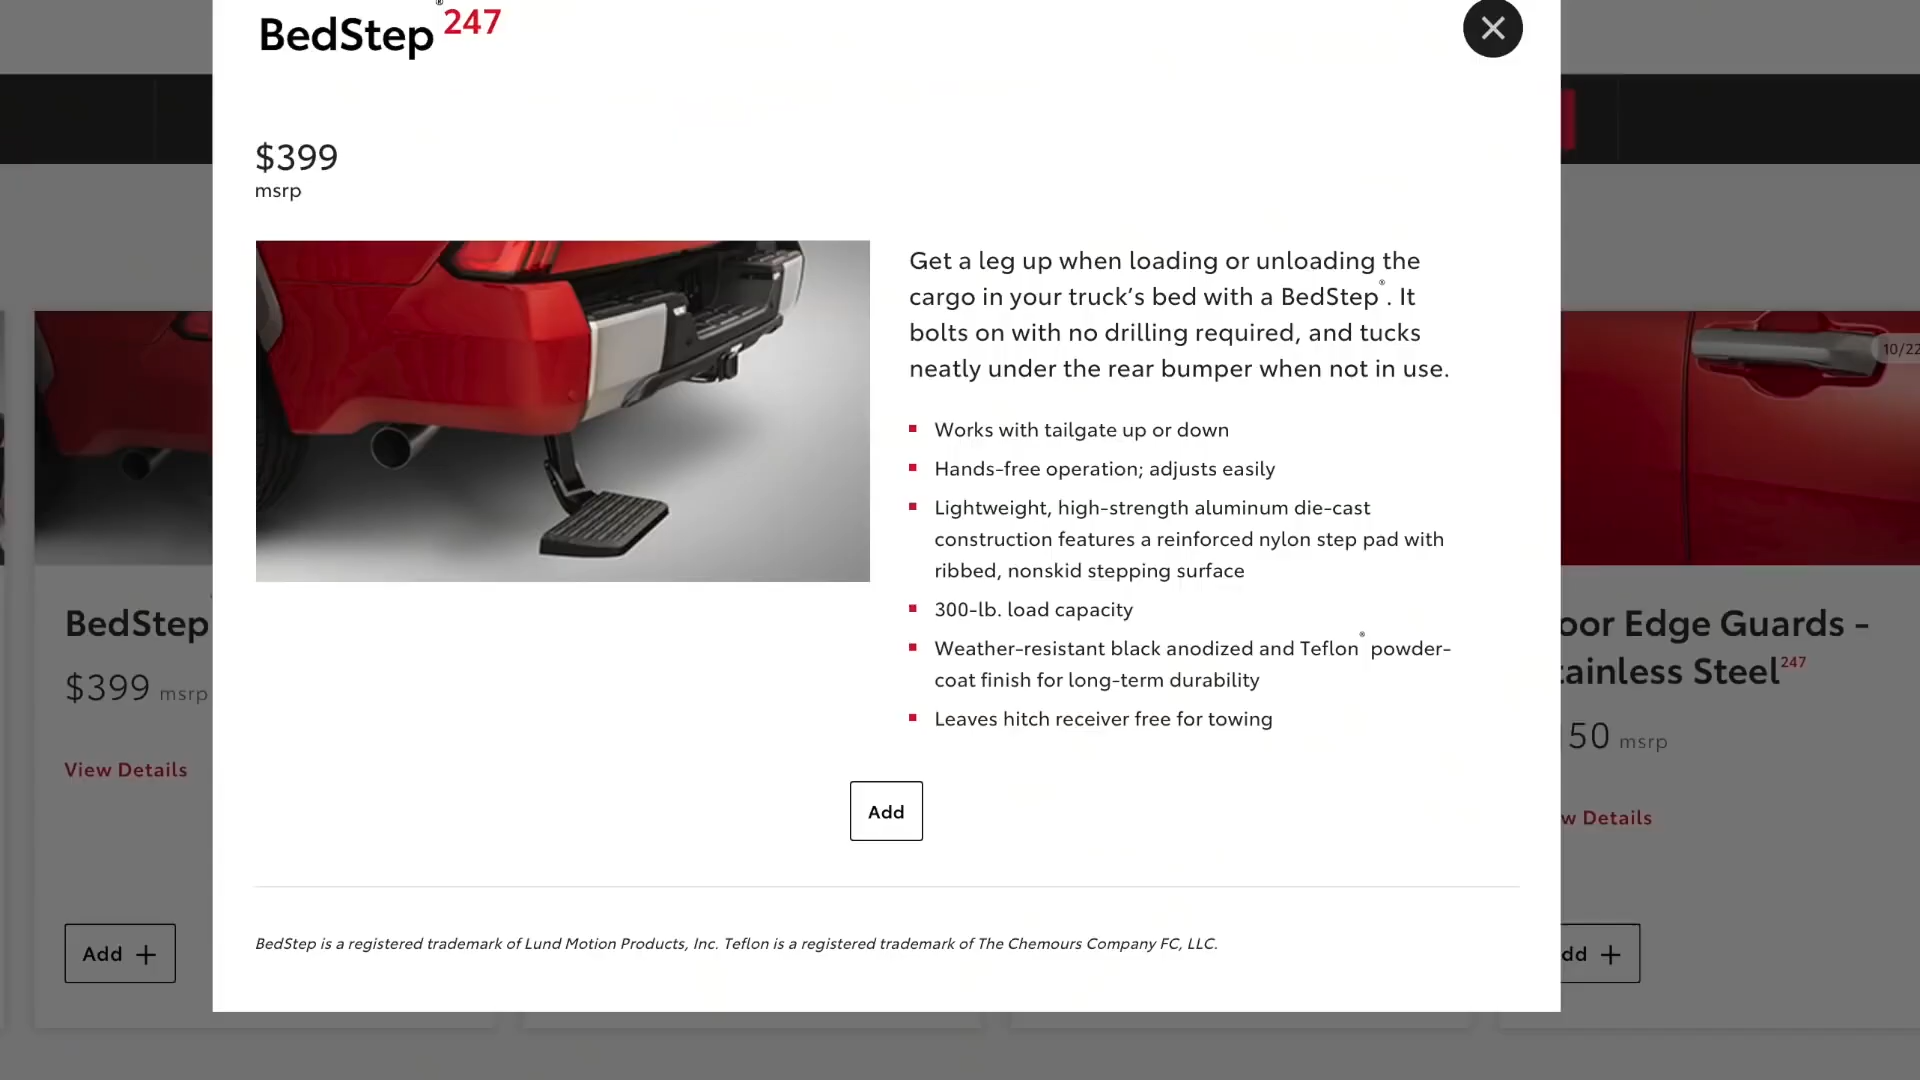 BedStep®247
$399
msrp
Get a leg up when loading or unloading the
cargo in your truck’s bed with a BedStep®. It
bolts on with no drilling required, and tucks
neatly under the rear bumper when not in use.
Works with tailgate up or down
Hands-free operation; adjusts easily
Lightweight, high-strength aluminum die-cast
construction features a reinforced nylon step pad with
ribbed, nonskid stepping surface
300-lb. load capacity
Weather-resistant black anodized and Teflon® powder-
coat finish for long-term durability
Leaves hitch receiver free for towing
Add
BedStep is a registered trademark of Lund Motion Products, Inc. Teflon is a registered trademark of The Chemours Company FC, LLC.
BedStep
$399 msrp
View Details
Add +
10/22
oor Edge Guards -
tainless Steel247
50 msrp
w Details
dd +